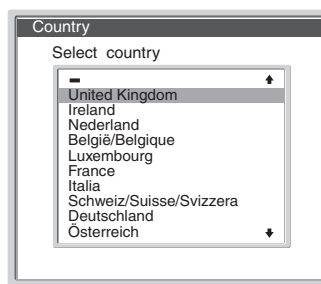 Country
Select country
–
United Kingdom
Ireland
Nederland
België/Belgique
Luxembourg
France
Italia
Schweiz/Suisse/Svizzera
Deutschland
Österreich